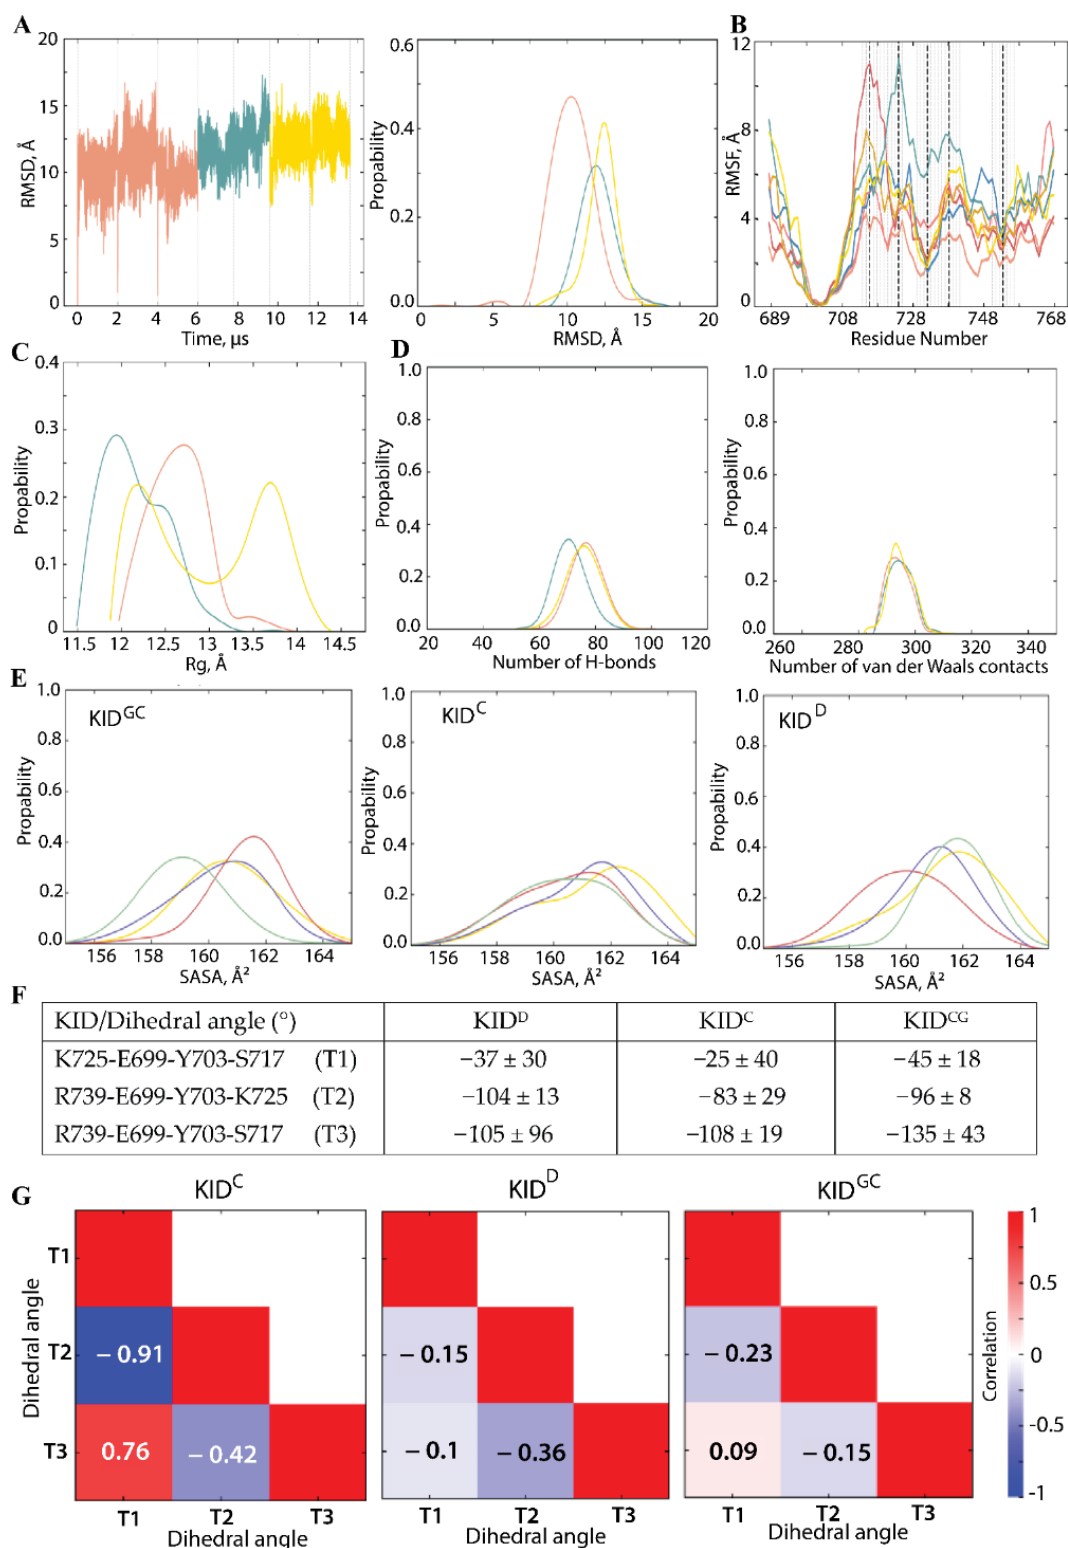 A
RMSD, Å
20
15
10
5
0
0 2 4 6 8 10 12 14
Time, µs
Propability
0.6
0.4
0.2
0.0
0 5 10 15 20
RMSD, Å
B
RMSF, Å
12
8
4
0
689 708 728 748 768
Residue Number
C
Propability
0.4
0.3
0.2
0.1
0
11.5 12 12.5 13 13.5 14 14.5
Rg, Å
D
Propability
1.0
0.8
0.6
0.4
0.2
0.0
20 40 60 80 100 120
Number of H-bonds
Propability
1.0
0.8
0.6
0.4
0.2
0.0
260 280 300 320 340
Number of van der Waals contacts
E
KID^GC
Propability
1.0
0.8
0.6
0.4
0.2
0.0
156 158 160 162 164
SASA, Å²
KID^C
Propability
1.0
0.8
0.6
0.4
0.2
0.0
156 158 160 162 164
SASA, Å²
KID^D
Propability
1.0
0.8
0.6
0.4
0.2
0.0
156 158 160 162 164
SASA, Å²
F
KID/Dihedral angle (°) KID^D KID^C KID^CG
K725-E699-Y703-S717 (T1) −37 ± 30 −25 ± 40 −45 ± 18
R739-E699-Y703-K725 (T2) −104 ± 13 −83 ± 29 −96 ± 8
R739-E699-Y703-S717 (T3) −105 ± 96 −108 ± 19 −135 ± 43
G
KID^C KID^D KID^GC
Dihedral angle
T1
T2
T3
− 0.91
0.76 − 0.42
T1 T2 T3
Dihedral angle
− 0.15
− 0.1 − 0.36
T1 T2 T3
Dihedral angle
− 0.23
0.09 − 0.15
T1 T2 T3
Dihedral angle
1
0.5
0
-0.5
-1
Correlation